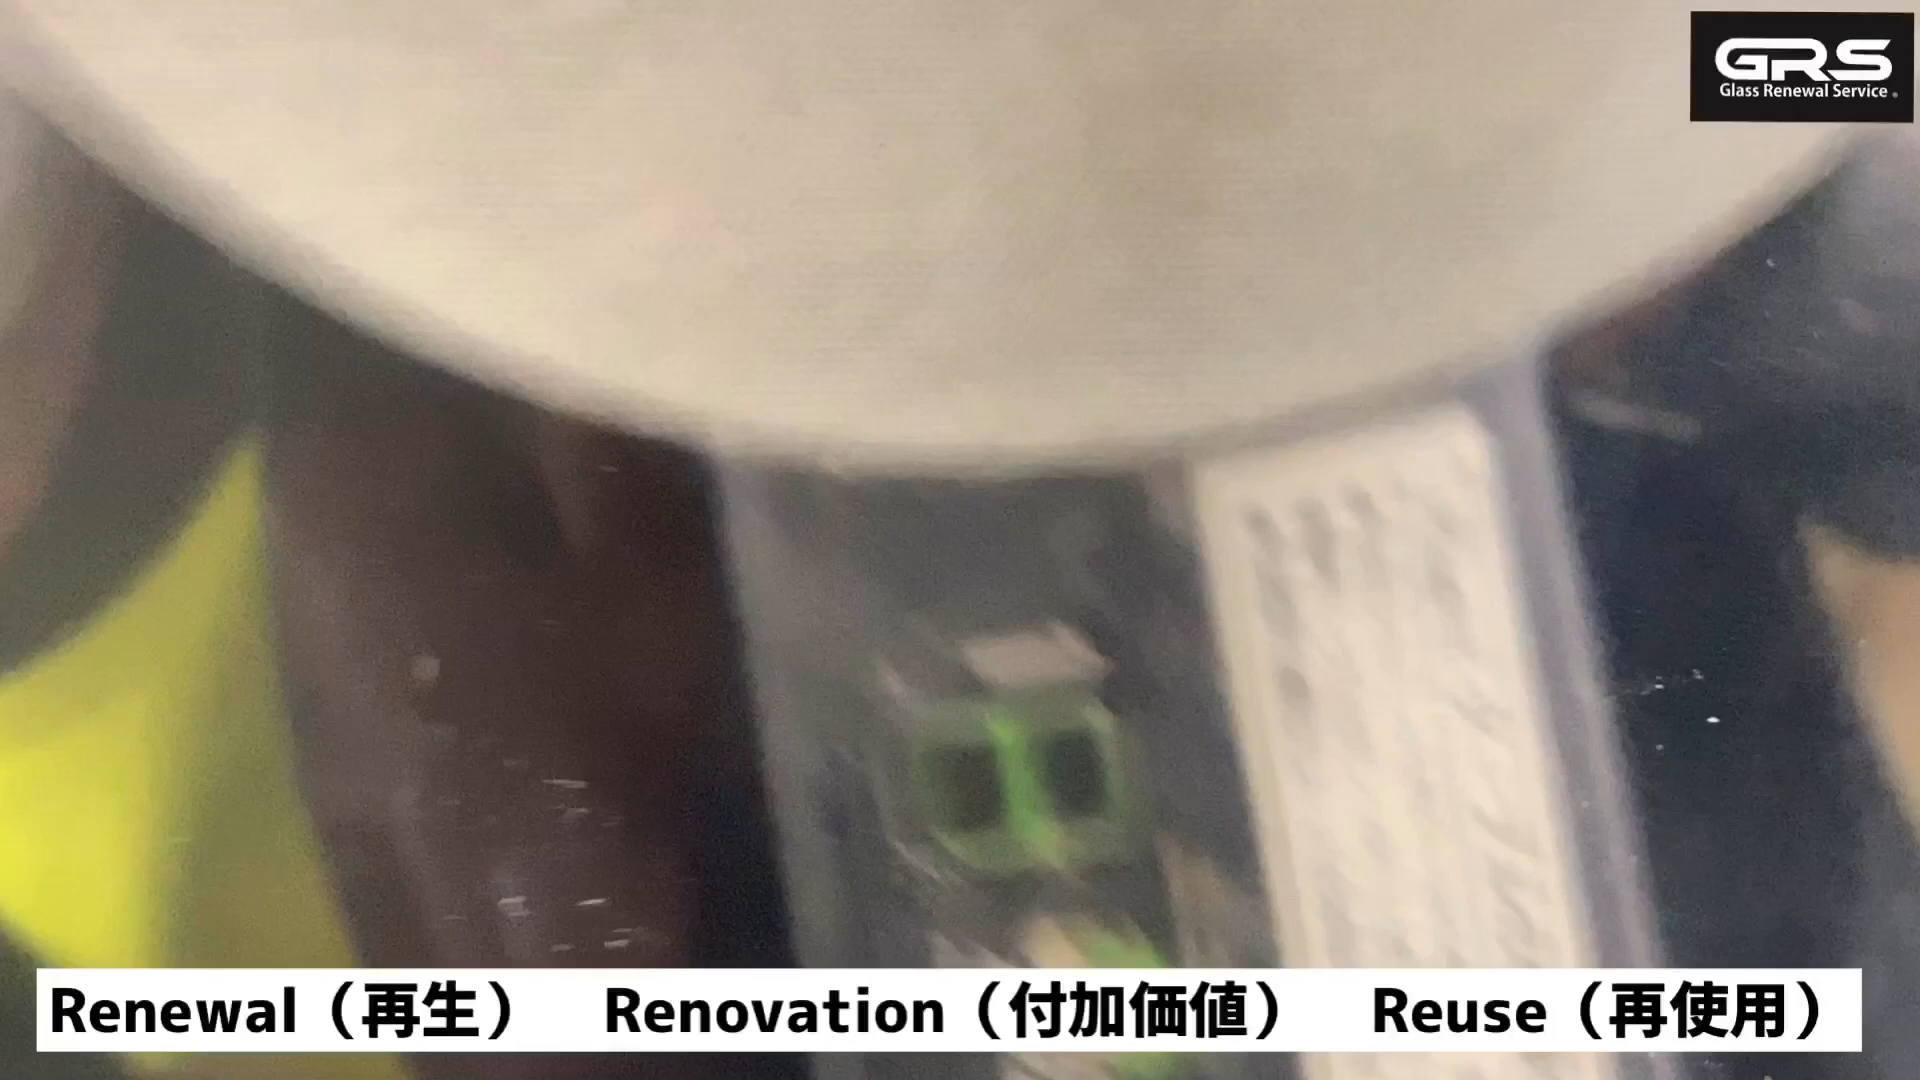 GRS
Glass Renewal Service
Renewal（再生）　Renovation（付加価値）　Reuse（再使用）